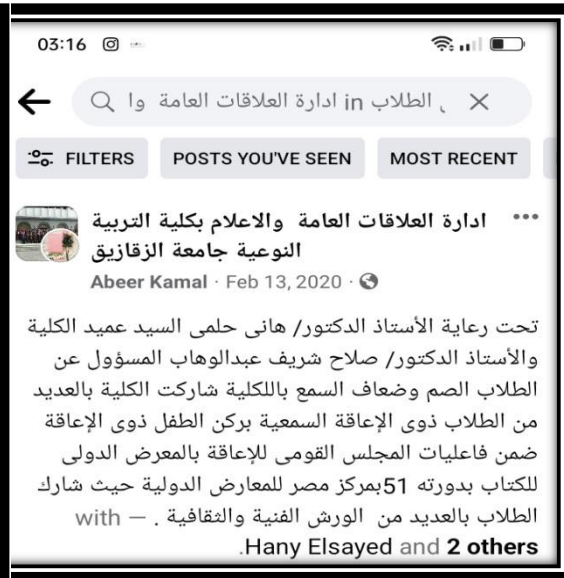 03:16
الطلاب in ادارة العلاقات العامة وا
FILTERS
POSTS YOU'VE SEEN
MOST RECENT
ادارة العلاقات العامة والاعلام بكلية التربية
النوعية جامعة الزقازيق
Abeer Kamal · Feb 13, 2020 ·
تحت رعاية الأستاذ الدكتور/ هانى حلمى السيد عميد الكلية
والأستاذ الدكتور/ صلاح شريف عبدالوهاب المسؤول عن
الطلاب الصم وضعاف السمع باللكلية شاركت الكلية بالعديد
من الطلاب ذوى الإعاقة السمعية بركن الطفل ذوى الإعاقة
ضمن فاعليات المجلس القومى للإعاقة بالمعرض الدولى
للكتاب بدورته 51بمركز مصر للمعارض الدولية حيث شارك
الطلاب بالعديد من الورش الفنية والثقافية . — with
Hany Elsayed and 2 others.